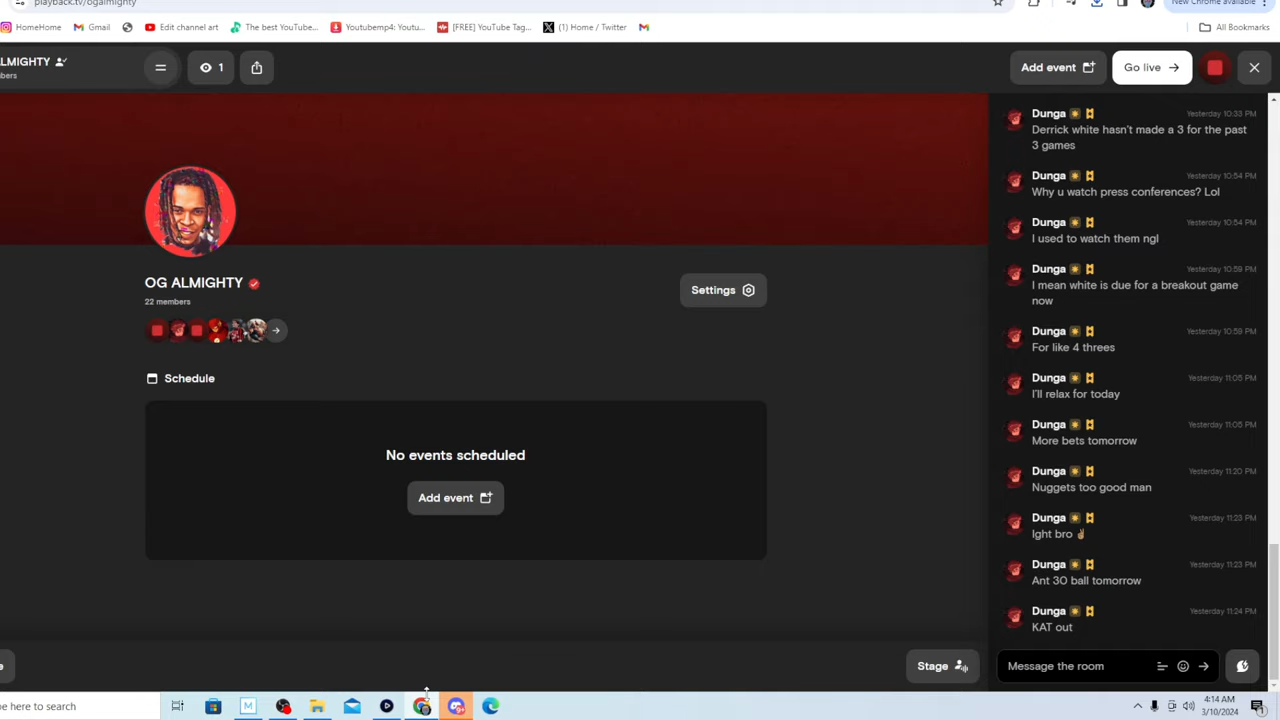 playback.tv/ogalmighty
New Chrome available
HomeHome
Gmail
Edit channel art
The best YouTube...
Youtubemp4: Youtu...
[FREE] YouTube Tag...
(1) Home / Twitter
All Bookmarks
LMIGHTY
bers
1
Add event
Go live
OG ALMIGHTY
22 members
Settings
Schedule
No events scheduled
Add event
Dunga Yesterday 10:33 PM
Derrick white hasn't made a 3 for the past
3 games
Dunga Yesterday 10:54 PM
Why u watch press conferences? Lol
Dunga Yesterday 10:54 PM
I used to watch them ngl
Dunga Yesterday 10:59 PM
I mean white is due for a breakout game
now
Dunga Yesterday 10:59 PM
For like 4 threes
Dunga Yesterday 11:05 PM
I'll relax for today
Dunga Yesterday 11:05 PM
More bets tomorrow
Dunga Yesterday 11:20 PM
Nuggets too good man
Dunga Yesterday 11:23 PM
Ight bro ✌🏽
Dunga Yesterday 11:23 PM
Ant 30 ball tomorrow
Dunga Yesterday 11:24 PM
KAT out
e
Stage
Message the room
pe here to search
M
4:14 AM
3/10/2024
1